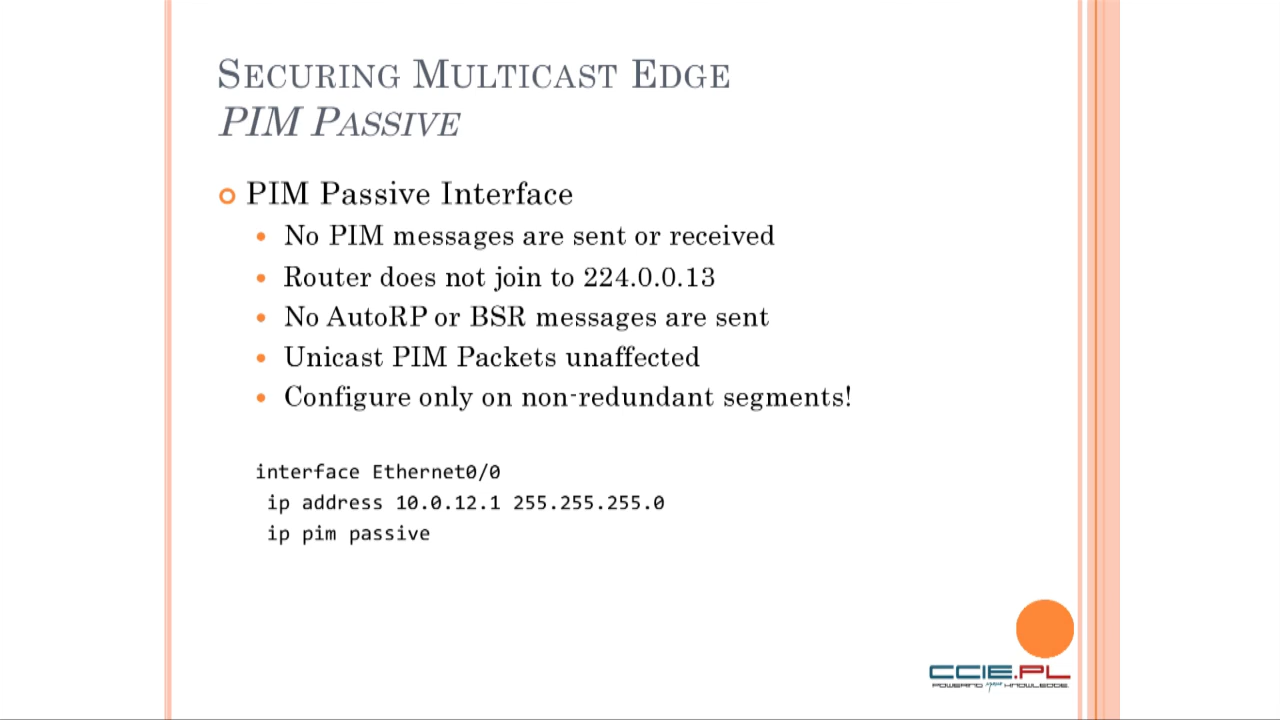 SECURING MULTICAST EDGE
PIM PASSIVE
PIM Passive Interface
No PIM messages are sent or received
Router does not join to 224.0.0.13
No AutoRP or BSR messages are sent
Unicast PIM Packets unaffected
Configure only on non-redundant segments!
interface Ethernet0/0
ip address 10.0.12.1 255.255.255.0
ip pim passive
CCIE.PL
POWERING your KNOWLEDGE